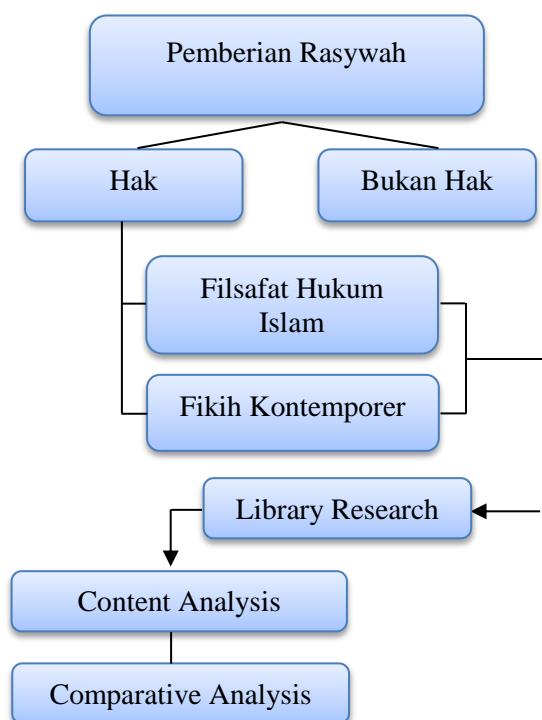 Pemberian Rasywah
Hak
Bukan Hak
Filsafat Hukum
Islam
Fikih Kontemporer
Library Research
Content Analysis
Comparative Analysis